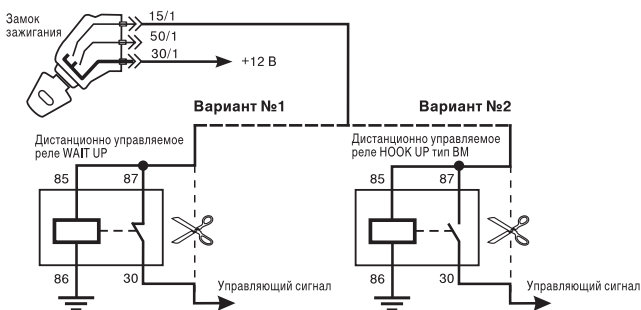 Замок
зажигания
15/1
50/1
30/1
+12 В
Вариант №1
Вариант №2
Дистанционно управляемое
реле WAIT UP
Дистанционно управляемое
реле HOOK UP тип ВМ
85
87
85
87
86
30
86
30
Управляющий сигнал
Управляющий сигнал